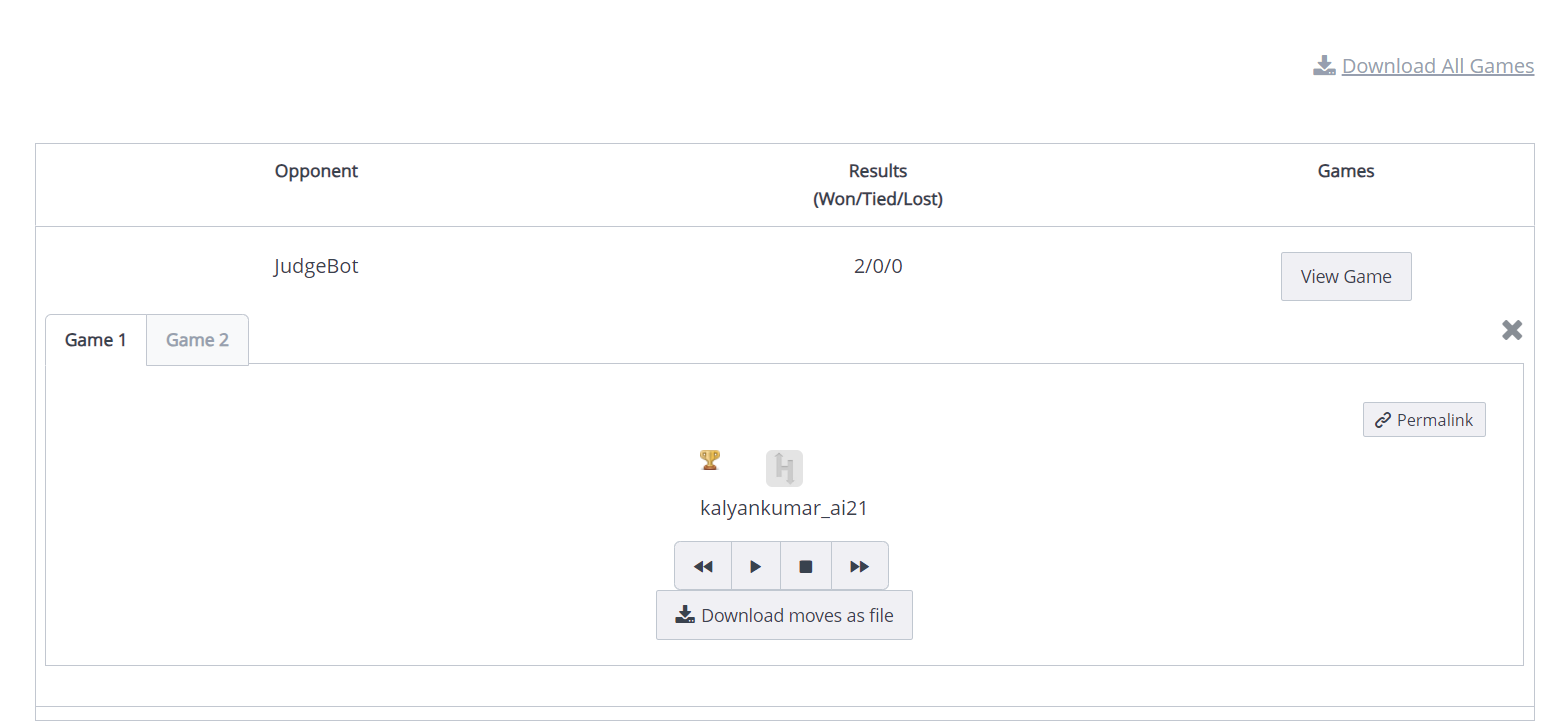 Download All Games
Opponent
Results
(Won/Tied/Lost)
Games
JudgeBot
2/0/0
View Game
Game 1
Game 2
Permalink
H
kalyankumar_ai21
Download moves as file